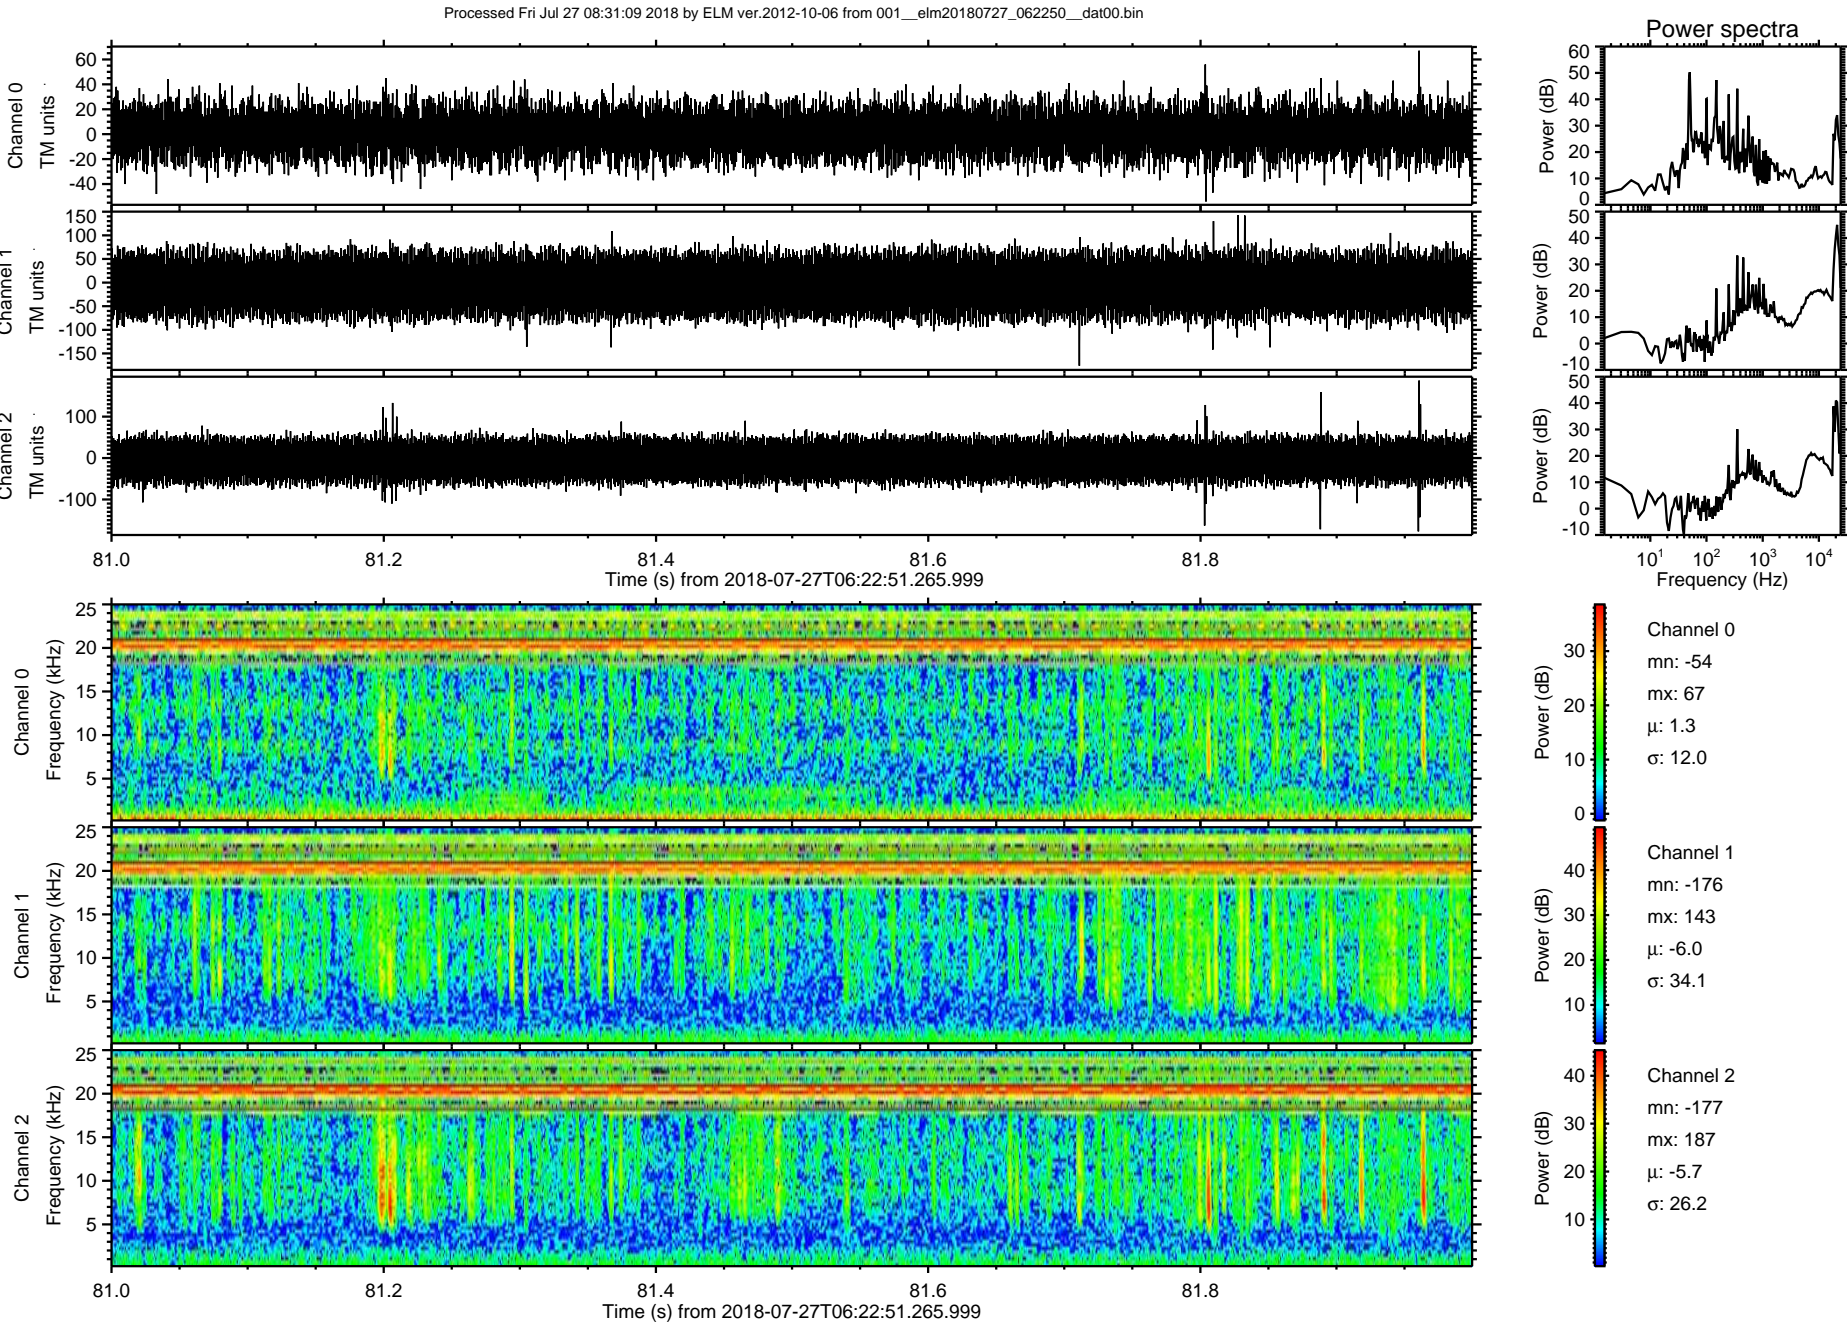 Processed Fri Jul 27 08:31:09 2018 by ELM ver.2012-10-06 from 001__elm20180727_062250__dat00.bin
Power spectra
Channel 0
TM units
60
40
20
0
-20
-40
Power (dB)
60
50
40
30
20
10
0
Channel 1
TM units
150
100
50
0
-50
-100
-150
Power (dB)
50
40
30
20
10
0
-10
Channel 2
TM units
100
0
-100
Power (dB)
50
40
30
20
10
0
-10
81.0 81.2 81.4 81.6 81.8
Time (s) from 2018-07-27T06:22:51.265.999
10^1 10^2 10^3 10^4
Frequency (Hz)
Channel 0
Frequency (kHz)
25
20
15
10
5
Power (dB)
30
20
10
0
Channel 0
mn: -54
mx: 67
μ: 1.3
σ: 12.0
Channel 1
Frequency (kHz)
25
20
15
10
5
Power (dB)
40
30
20
10
Channel 1
mn: -176
mx: 143
μ: -6.0
σ: 34.1
Channel 2
Frequency (kHz)
25
20
15
10
5
Power (dB)
40
30
20
10
Channel 2
mn: -177
mx: 187
μ: -5.7
σ: 26.2
81.0 81.2 81.4 81.6 81.8
Time (s) from 2018-07-27T06:22:51.265.999